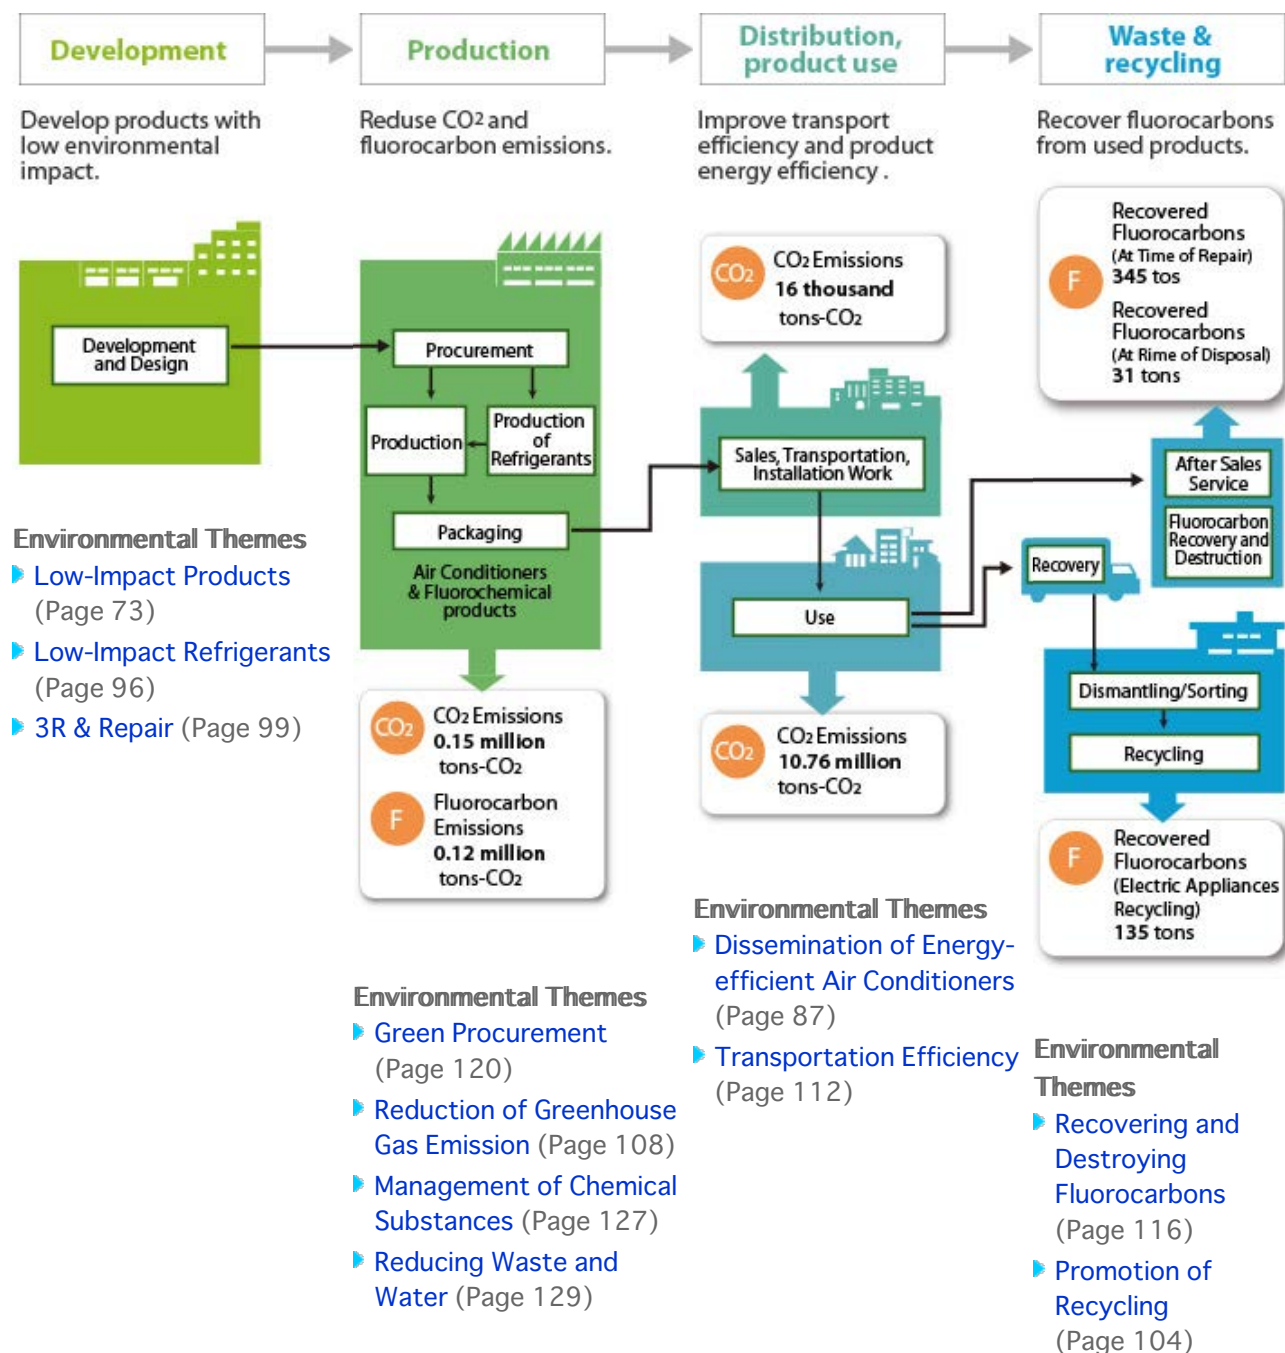 Development
Production
Distribution,
product use
Waste &
recycling
Develop products with
low environmental
impact.
Reduse CO2 and
fluorocarbon emissions.
Improve transport
efficiency and product
energy efficiency .
Recover fluorocarbons
from used products.
Development
and Design
Procurement
Production
Production
of
Refrigerants
Packaging
Air Conditioners
& Fluorochemical
products
CO2
CO2 Emissions
0.15 million
tons-CO2
F
Fluorocarbon
Emissions
0.12 million
tons-CO2
CO2
CO2 Emissions
16 thousand
tons-CO2
Sales, Transportation,
Installation Work
Use
CO2
CO2 Emissions
10.76 million
tons-CO2
F
Recovered
Fluorocarbons
(At Time of Repair)
345 tos
Recovered
Fluorocarbons
(At Rime of Disposal)
31 tons
After Sales
Service
Fluorocarbon
Recovery and
Destruction
Recovery
Dismantling/Sorting
Recycling
F
Recovered
Fluorocarbons
(Electric Appliances
Recycling)
135 tons
Environmental Themes
Low-Impact Products
(Page 73)
Low-Impact Refrigerants
(Page 96)
3R & Repair (Page 99)
Environmental Themes
Green Procurement
(Page 120)
Reduction of Greenhouse
Gas Emission (Page 108)
Management of Chemical
Substances (Page 127)
Reducing Waste and
Water (Page 129)
Environmental Themes
Dissemination of Energy-
efficient Air Conditioners
(Page 87)
Transportation Efficiency
(Page 112)
Environmental
Themes
Recovering and
Destroying
Fluorocarbons
(Page 116)
Promotion of
Recycling
(Page 104)